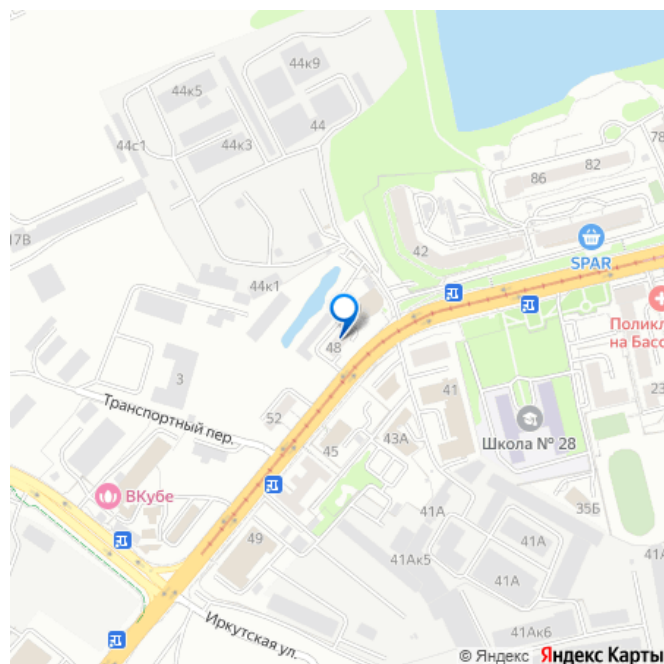 44к9
44к5
44
44с1
44к3
78
82
86
17В
42
SPAR
44к1
Поликл
на Басс
48
3
Транспортный пер.
52
41
23
45
43А
Школа № 28
ВКубе
35Б
41А
49
41А
41Ак5
41А
41А
Иркутская ул.
41Ак6
© Яндекс Яндекс Карты